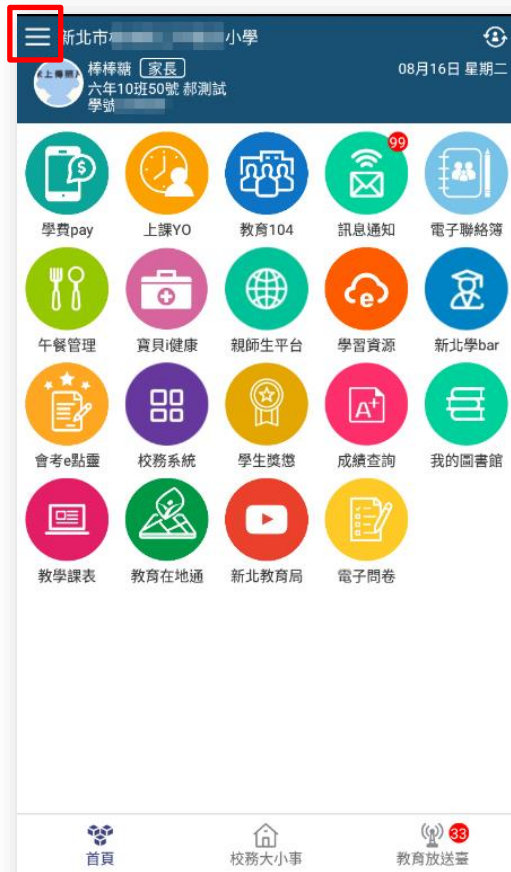 新北市 小學
棒棒糖 家長
08月16日 星期二
六年10班50號 郝測試
學號
學費pay 上課YO 教育104 訊息通知 電子聯絡簿
99
午餐管理 寶貝i健康 親師生平台 學習資源 新北學bar
會考e點靈 校務系統 學生獎懲 成績查詢 我的圖書館
教學課表 教育在地通 新北教育局 電子問卷
首頁 校務大小事 教育放送臺
33